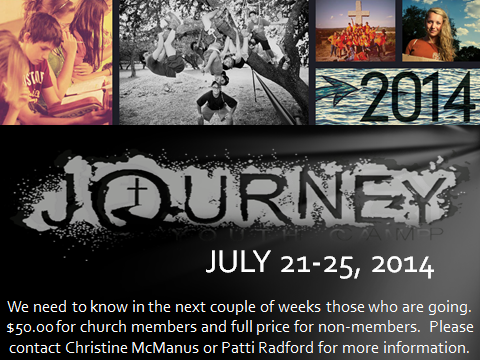 2014
JOURNEY
YOUTH CAMP
JULY 21-25, 2014
We need to know in the next couple of weeks those who are going.
$50.00 for church members and full price for non-members. Please
contact Christine McManus or Patti Radford for more information.